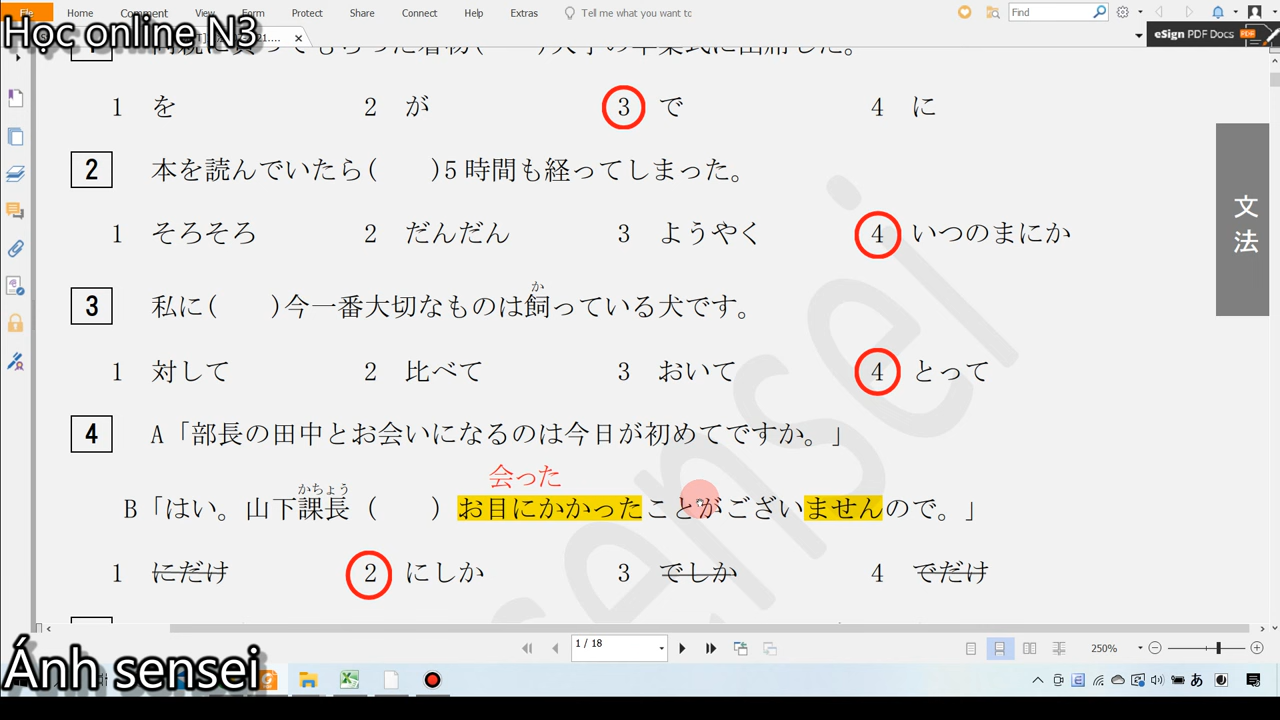 File Home Comment View Form Protect Share Connect Help Extras Tell me what you want tc Find
Học online N3
21.... ×
eSign PDF Docs
1 を 2 が 3 で 4 に
2 本を読んでいたら( )5時間も経ってしまった。
1 そろそろ 2 だんだん 3 ようやく 4 いつのまにか
か
3 私に( )今一番大切なものは飼っている犬です。
1 対して 2 比べて 3 おいて 4 とって
4 A「部長の田中とお会いになるのは今日が初めてですか。」
会った
かちょう
B「はい。山下課長 ( ) お目にかかったことがございませんので。」
1 にだけ 2 にしか 3 でしか 4 でだけ
文法
sensei
1 / 18
250%
Ánh sensei
あ